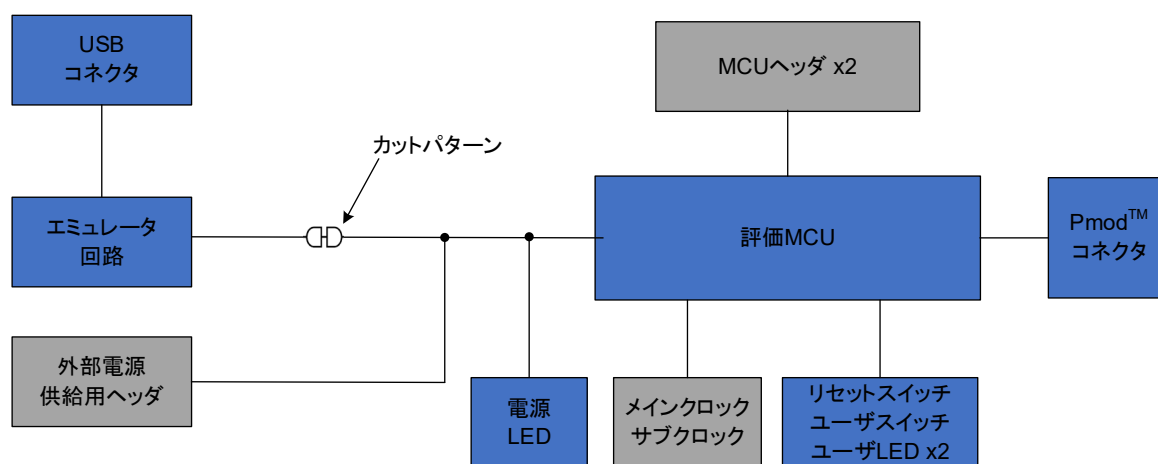 USB
コネクタ
MCUヘッダ x2
カットパターン
エミュレータ
回路
評価MCU
Pmod™
コネクタ
外部電源
供給用ヘッダ
電源
LED
メインクロック
サブクロック
リセットスイッチ
ユーザスイッチ
ユーザLED x2